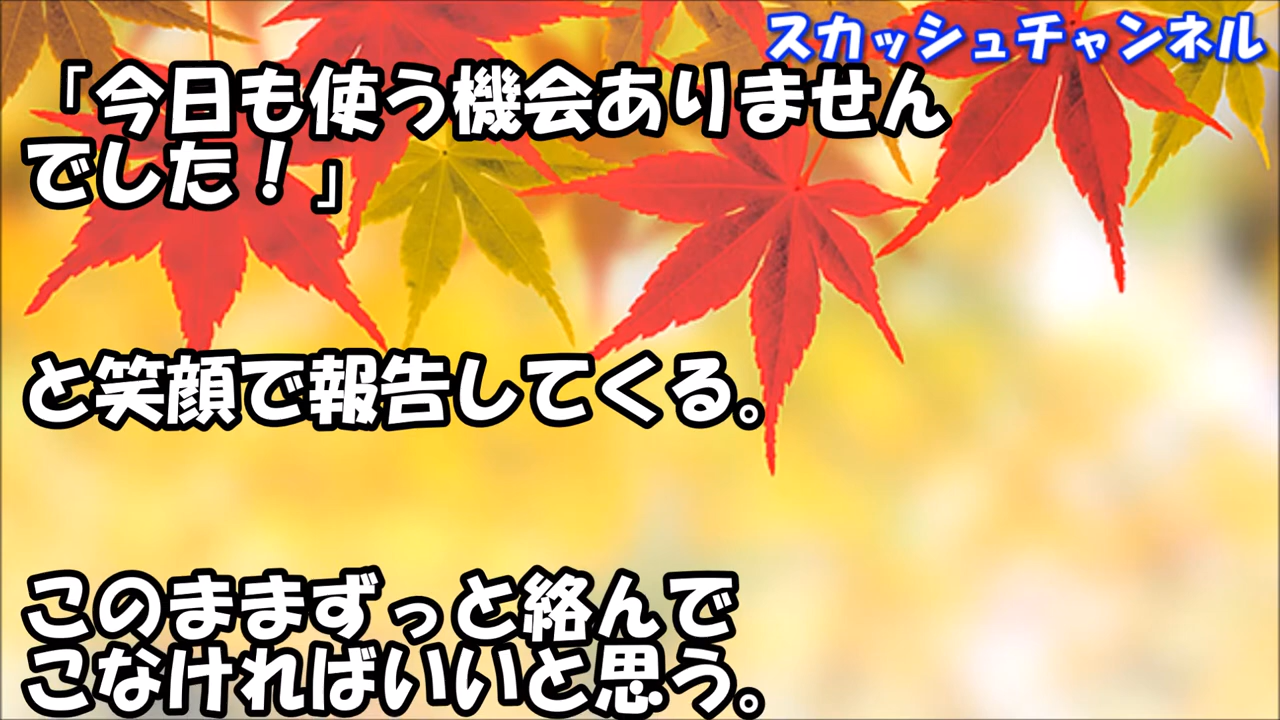 スカッシュチャンネル
「今日も使う機会ありません
でした！」
と笑顔で報告してくる。
このままずっと絡んで
こなければいいと思う。